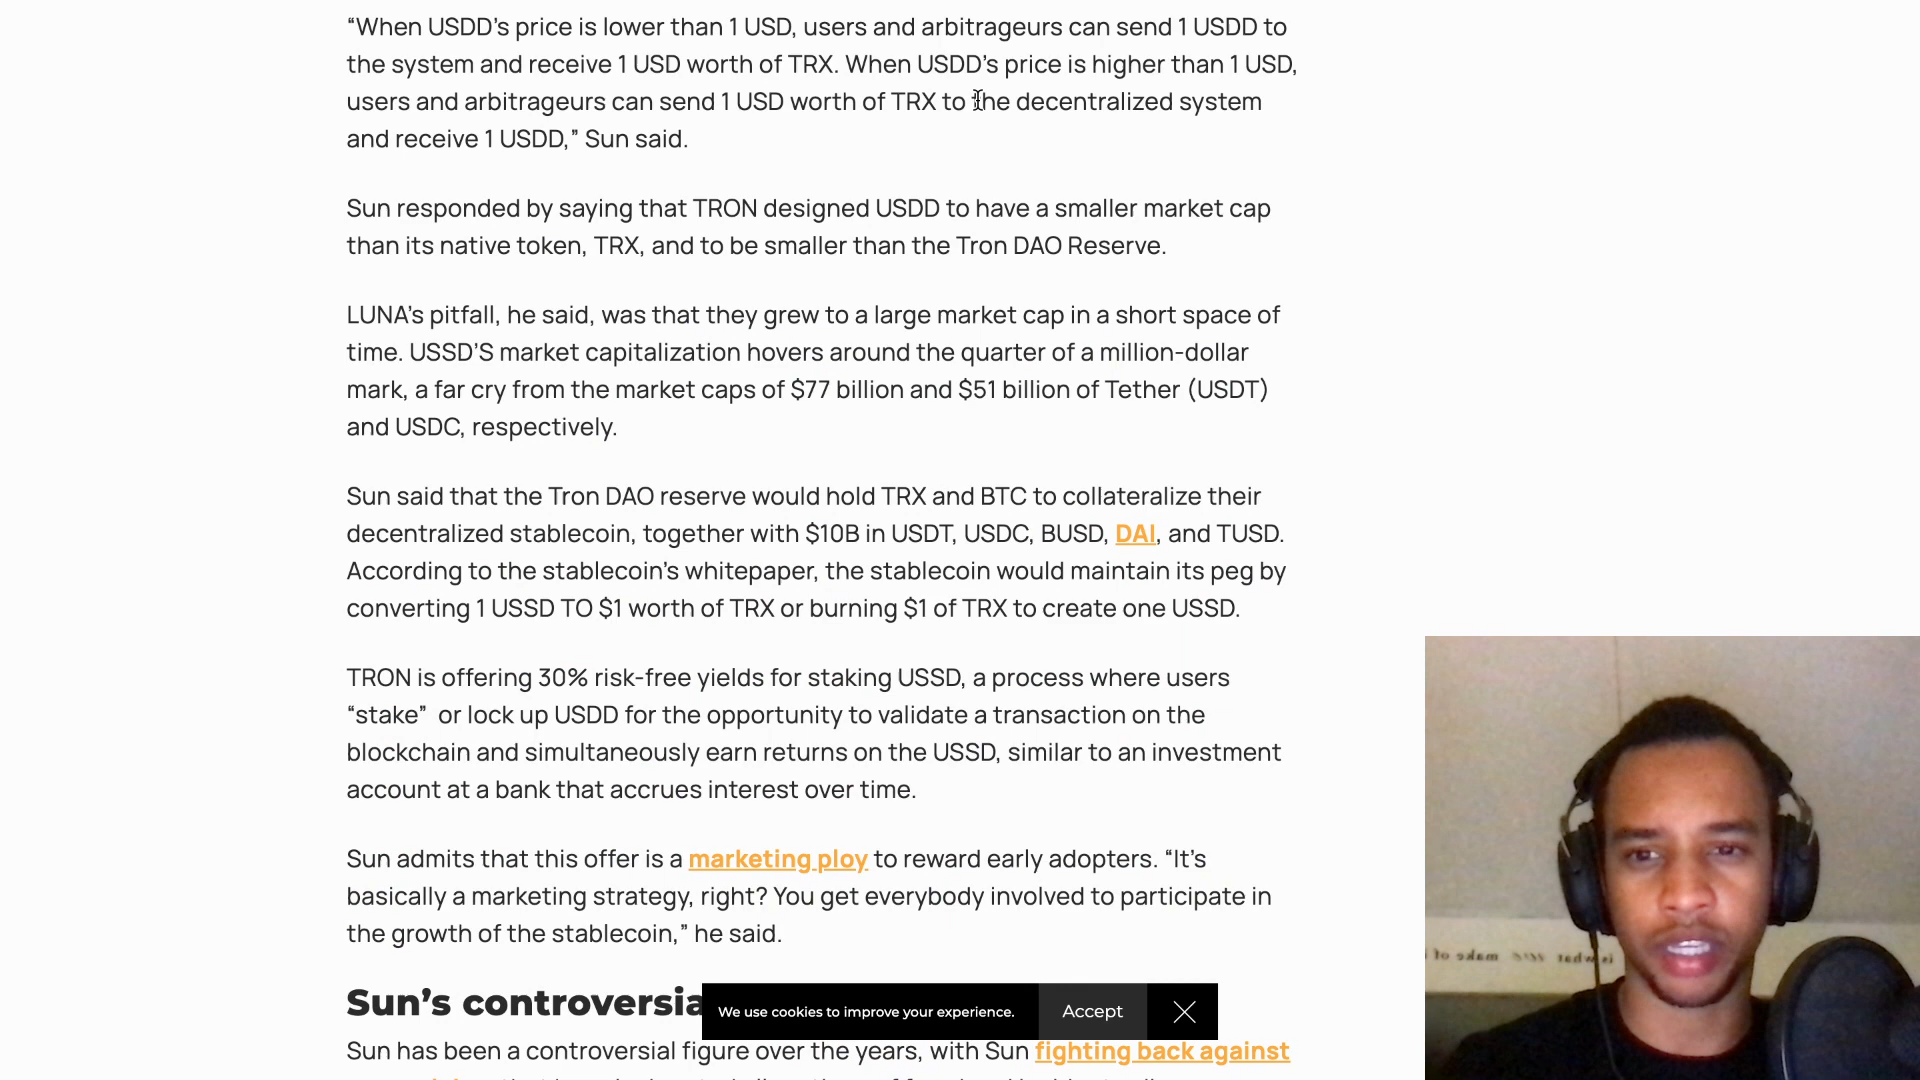 “When USDD’s price is lower than 1 USD, users and arbitrageurs can send 1 USDD to
the system and receive 1 USD worth of TRX. When USDD’s price is higher than 1 USD,
users and arbitrageurs can send 1 USD worth of TRX to the decentralized system
and receive 1 USDD,” Sun said.
Sun responded by saying that TRON designed USDD to have a smaller market cap
than its native token, TRX, and to be smaller than the Tron DAO Reserve.
LUNA’s pitfall, he said, was that they grew to a large market cap in a short space of
time. USSD’S market capitalization hovers around the quarter of a million-dollar
mark, a far cry from the market caps of $77 billion and $51 billion of Tether (USDT)
and USDC, respectively.
Sun said that the Tron DAO reserve would hold TRX and BTC to collateralize their
decentralized stablecoin, together with $10B in USDT, USDC, BUSD, DAI, and TUSD.
According to the stablecoin’s whitepaper, the stablecoin would maintain its peg by
converting 1 USSD TO $1 worth of TRX or burning $1 of TRX to create one USSD.
TRON is offering 30% risk-free yields for staking USSD, a process where users
“stake” or lock up USDD for the opportunity to validate a transaction on the
blockchain and simultaneously earn returns on the USSD, similar to an investment
account at a bank that accrues interest over time.
Sun admits that this offer is a marketing ploy to reward early adopters. “It’s
basically a marketing strategy, right? You get everybody involved to participate in
the growth of the stablecoin,” he said.
Sun’s controversia
We use cookies to improve your experience. Accept
Sun has been a controversial figure over the years, with Sun fighting back against
is what make of